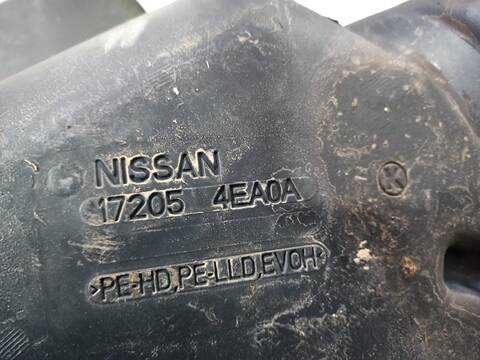 NISSAN
17205 4EA0A
>PE-HD,PE-LLD,EVOH<